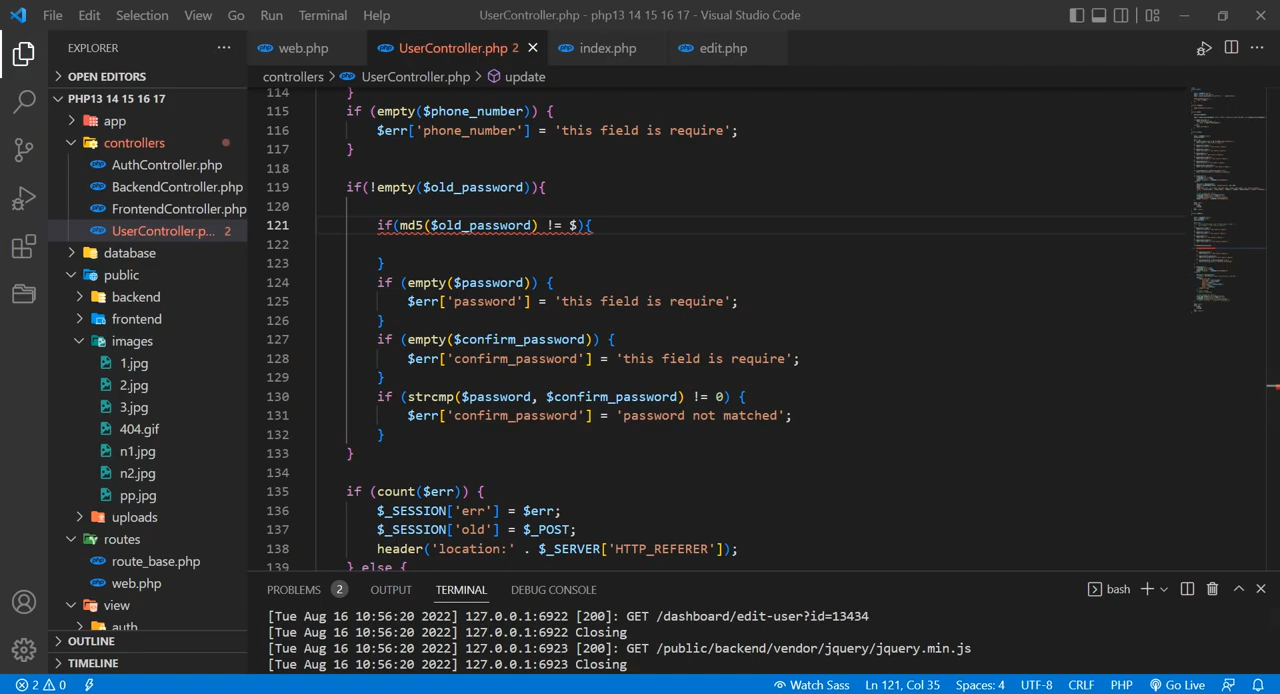 File Edit Selection View Go Run Terminal Help UserController.php - php13 14 15 16 17 - Visual Studio Code
EXPLORER
OPEN EDITORS
PHP13 14 15 16 17
app
controllers
AuthController.php
BackendController.php
FrontendController.php
UserController.p... 2
database
public
backend
frontend
images
1.jpg
2.jpg
3.jpg
404.gif
n1.jpg
n2.jpg
pp.jpg
uploads
routes
route_base.php
web.php
view
auth
OUTLINE
TIMELINE
web.php UserController.php 2 index.php edit.php
controllers > UserController.php > update
114 }
115 if (empty($phone_number)) {
116 $err['phone_number'] = 'this field is require';
117 }
118
119 if(!empty($old_password)){
120
121 if(md5($old_password) != $){
122
123 }
124 if (empty($password)) {
125 $err['password'] = 'this field is require';
126 }
127 if (empty($confirm_password)) {
128 $err['confirm_password'] = 'this field is require';
129 }
130 if (strcmp($password, $confirm_password) != 0) {
131 $err['confirm_password'] = 'password not matched';
132 }
133 }
134
135 if (count($err)) {
136 $_SESSION['err'] = $err;
137 $_SESSION['old'] = $_POST;
138 header('location:' . $_SERVER['HTTP_REFERER']);
139 } else {
PROBLEMS 2 OUTPUT TERMINAL DEBUG CONSOLE bash
[Tue Aug 16 10:56:20 2022] 127.0.0.1:6922 [200]: GET /dashboard/edit-user?id=13434
[Tue Aug 16 10:56:20 2022] 127.0.0.1:6922 Closing
[Tue Aug 16 10:56:20 2022] 127.0.0.1:6923 [200]: GET /public/backend/vendor/jquery/jquery.min.js
[Tue Aug 16 10:56:20 2022] 127.0.0.1:6923 Closing
2 0 Watch Sass Ln 121, Col 35 Spaces: 4 UTF-8 CRLF PHP Go Live